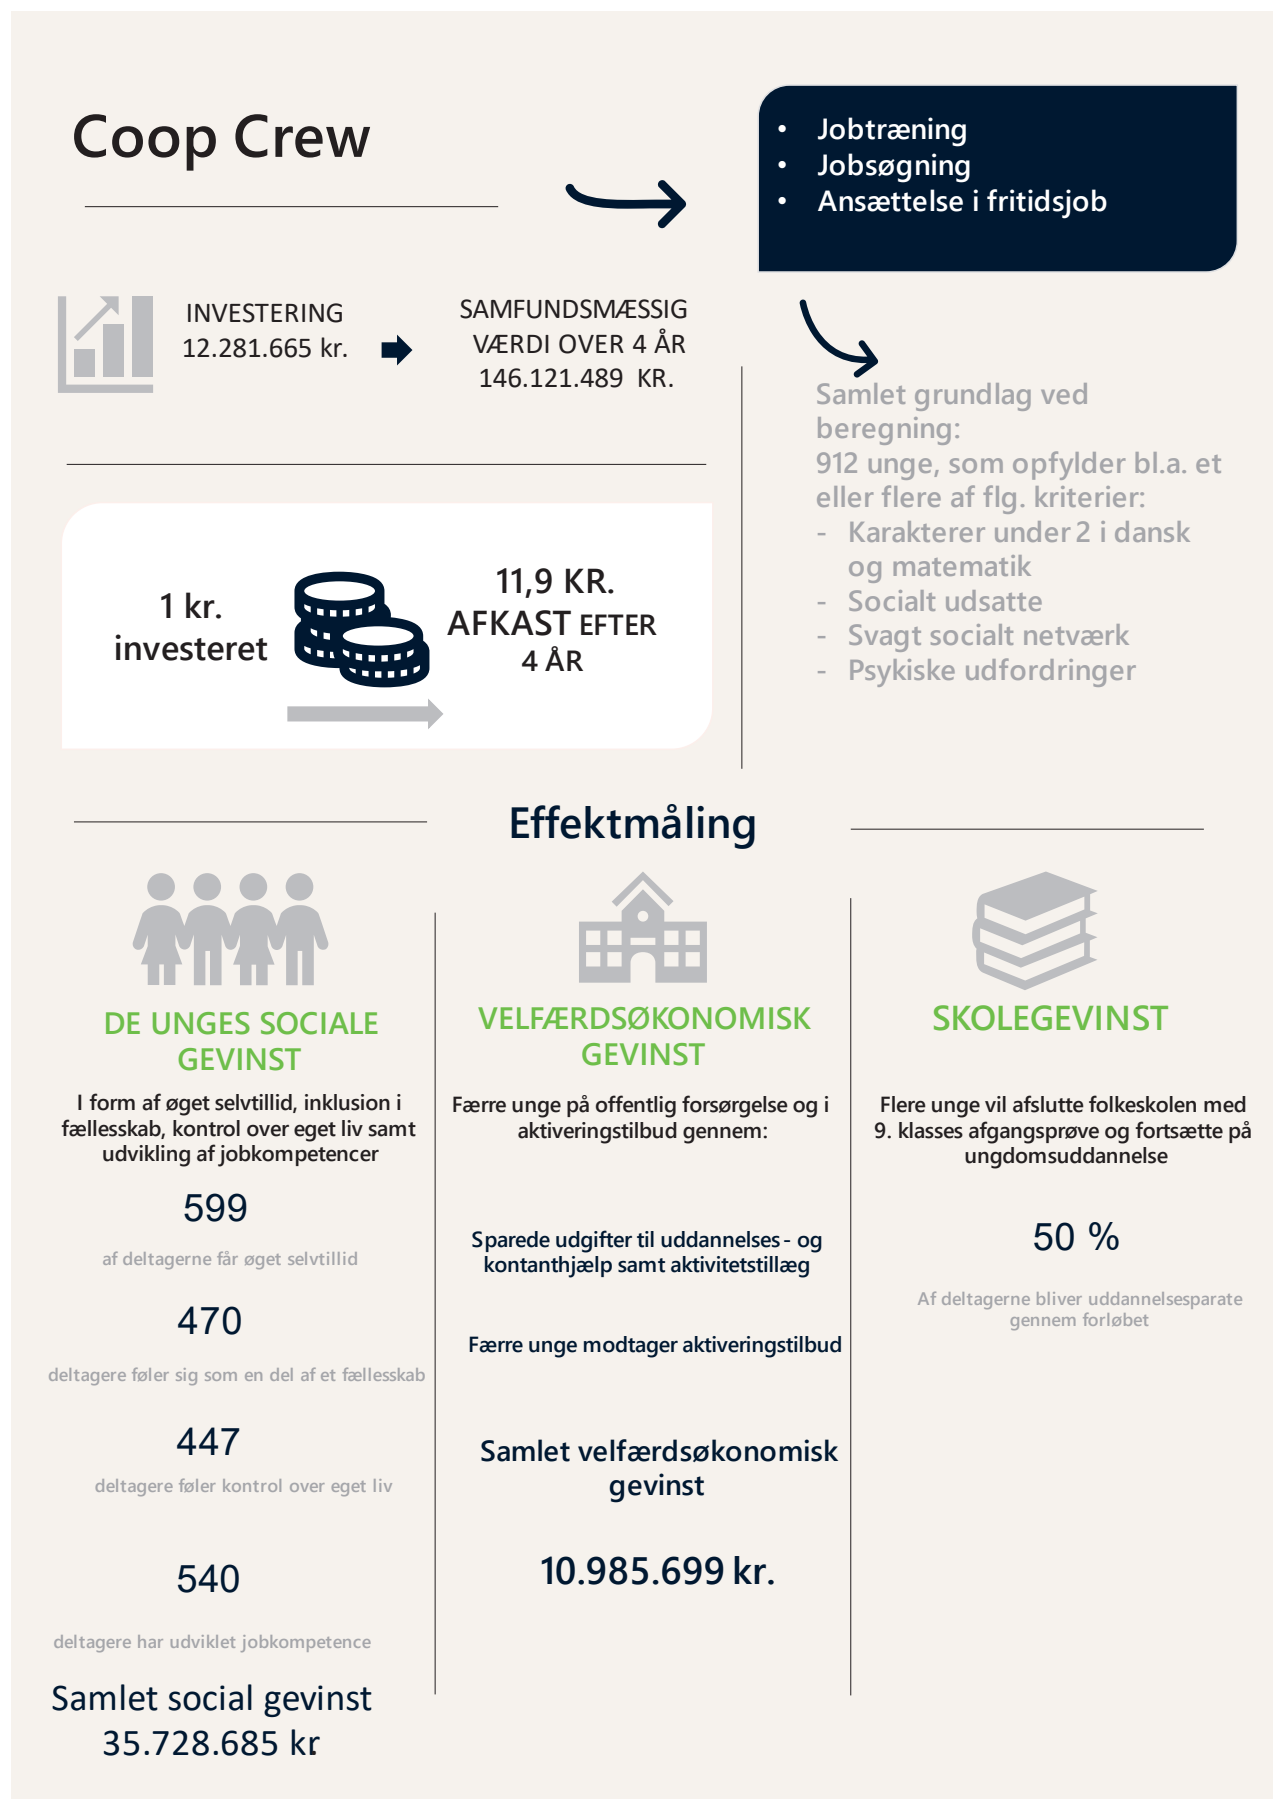 Coop Crew
• Jobtræning
• Jobsøgning
• Ansættelse i fritidsjob
INVESTERING
12.281.665 kr.
SAMFUNDSMÆSSIG
VÆRDI OVER 4 ÅR
146.121.489 KR.
Samlet grundlag ved
beregning:
912 unge, som opfylder bl.a. et
eller flere af flg. kriterier:
- Karakterer under 2 i dansk
og matematik
- Socialt udsatte
- Svagt socialt netværk
- Psykiske udfordringer
1 kr.
investeret
11,9 KR.
AFKAST EFTER
4 ÅR
Effektmåling
DE UNGES SOCIALE
GEVINST
I form af øget selvtillid, inklusion i
fællesskab, kontrol over eget liv samt
udvikling af jobkompetencer
599
af deltagerne får øget selvtillid
470
deltagere føler sig som en del af et fællesskab
447
deltagere føler kontrol over eget liv
540
deltagere har udviklet jobkompetence
Samlet social gevinst
35.728.685 kr
VELFÆRDSØKONOMISK
GEVINST
Færre unge på offentlig forsørgelse og i
aktiveringstilbud gennem:
Sparede udgifter til uddannelses- og
kontanthjælp samt aktivitetstillæg
Færre unge modtager aktiveringstilbud
Samlet velfærdsøkonomisk
gevinst
10.985.699 kr.
SKOLEGEVINST
Flere unge vil afslutte folkeskolen med
9. klasses afgangsprøve og fortsætte på
ungdomsuddannelse
50 %
Af deltagerne bliver uddannelsesparate
gennem forløbet